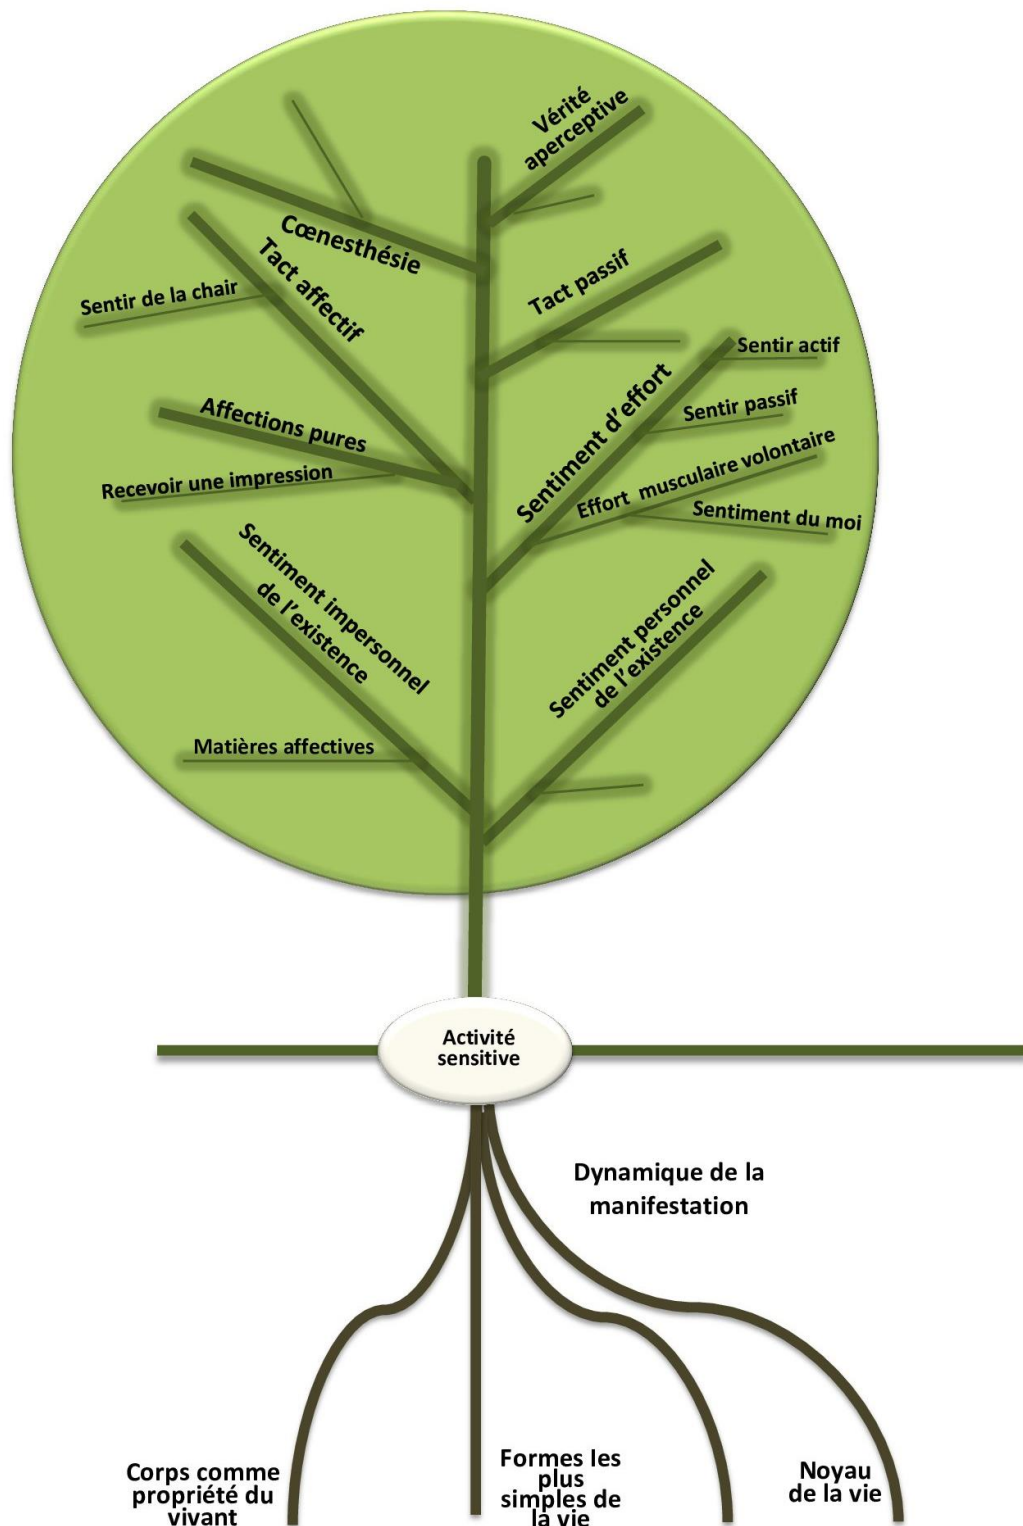 Vérité
aperceptive
Cœnesthésie
Tact affectif
Tact passif
Sentir de la chair
Sentir actif
Affections pures
Sentiment d'effort
Sentir passif
Recevoir une impression
Effort musculaire volontaire
Sentiment du moi
Sentiment impersonnel
de l'existence
Sentiment personnel
de l'existence
Matières affectives
Activité
sensitive
Dynamique de la
manifestation
Corps comme
propriété du
vivant
Formes les
plus
simples de
la vie
Noyau
de la vie